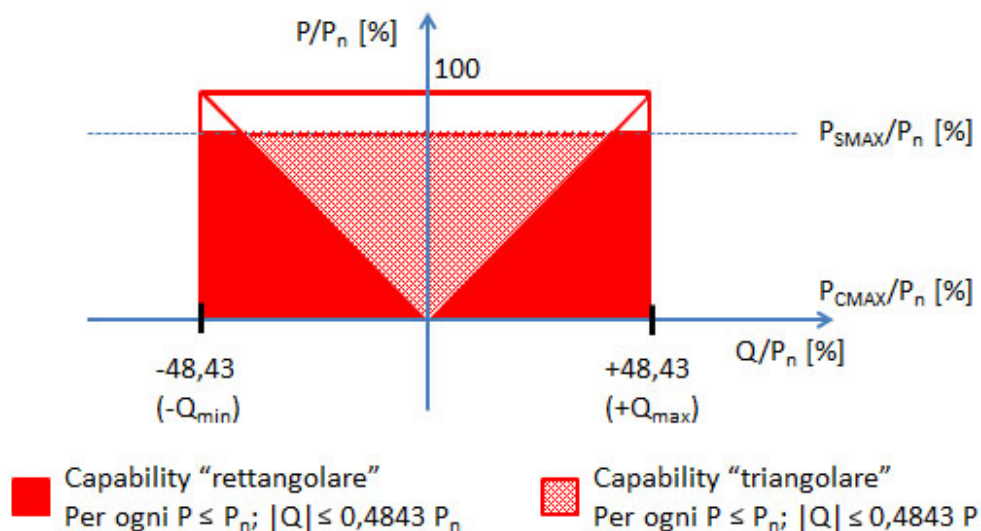 P/Pn [%]
100
PSMAX/Pn [%]
PCMAX/Pn [%]
Q/Pn [%]
-48,43
(-Qmin)
+48,43
(+Qmax)
Capability “rettangolare”
Per ogni P ≤ Pn; |Q| ≤ 0,4843 Pn
Capability “triangolare”
Per ogni P ≤ Pn; |Q| ≤ 0,4843 P